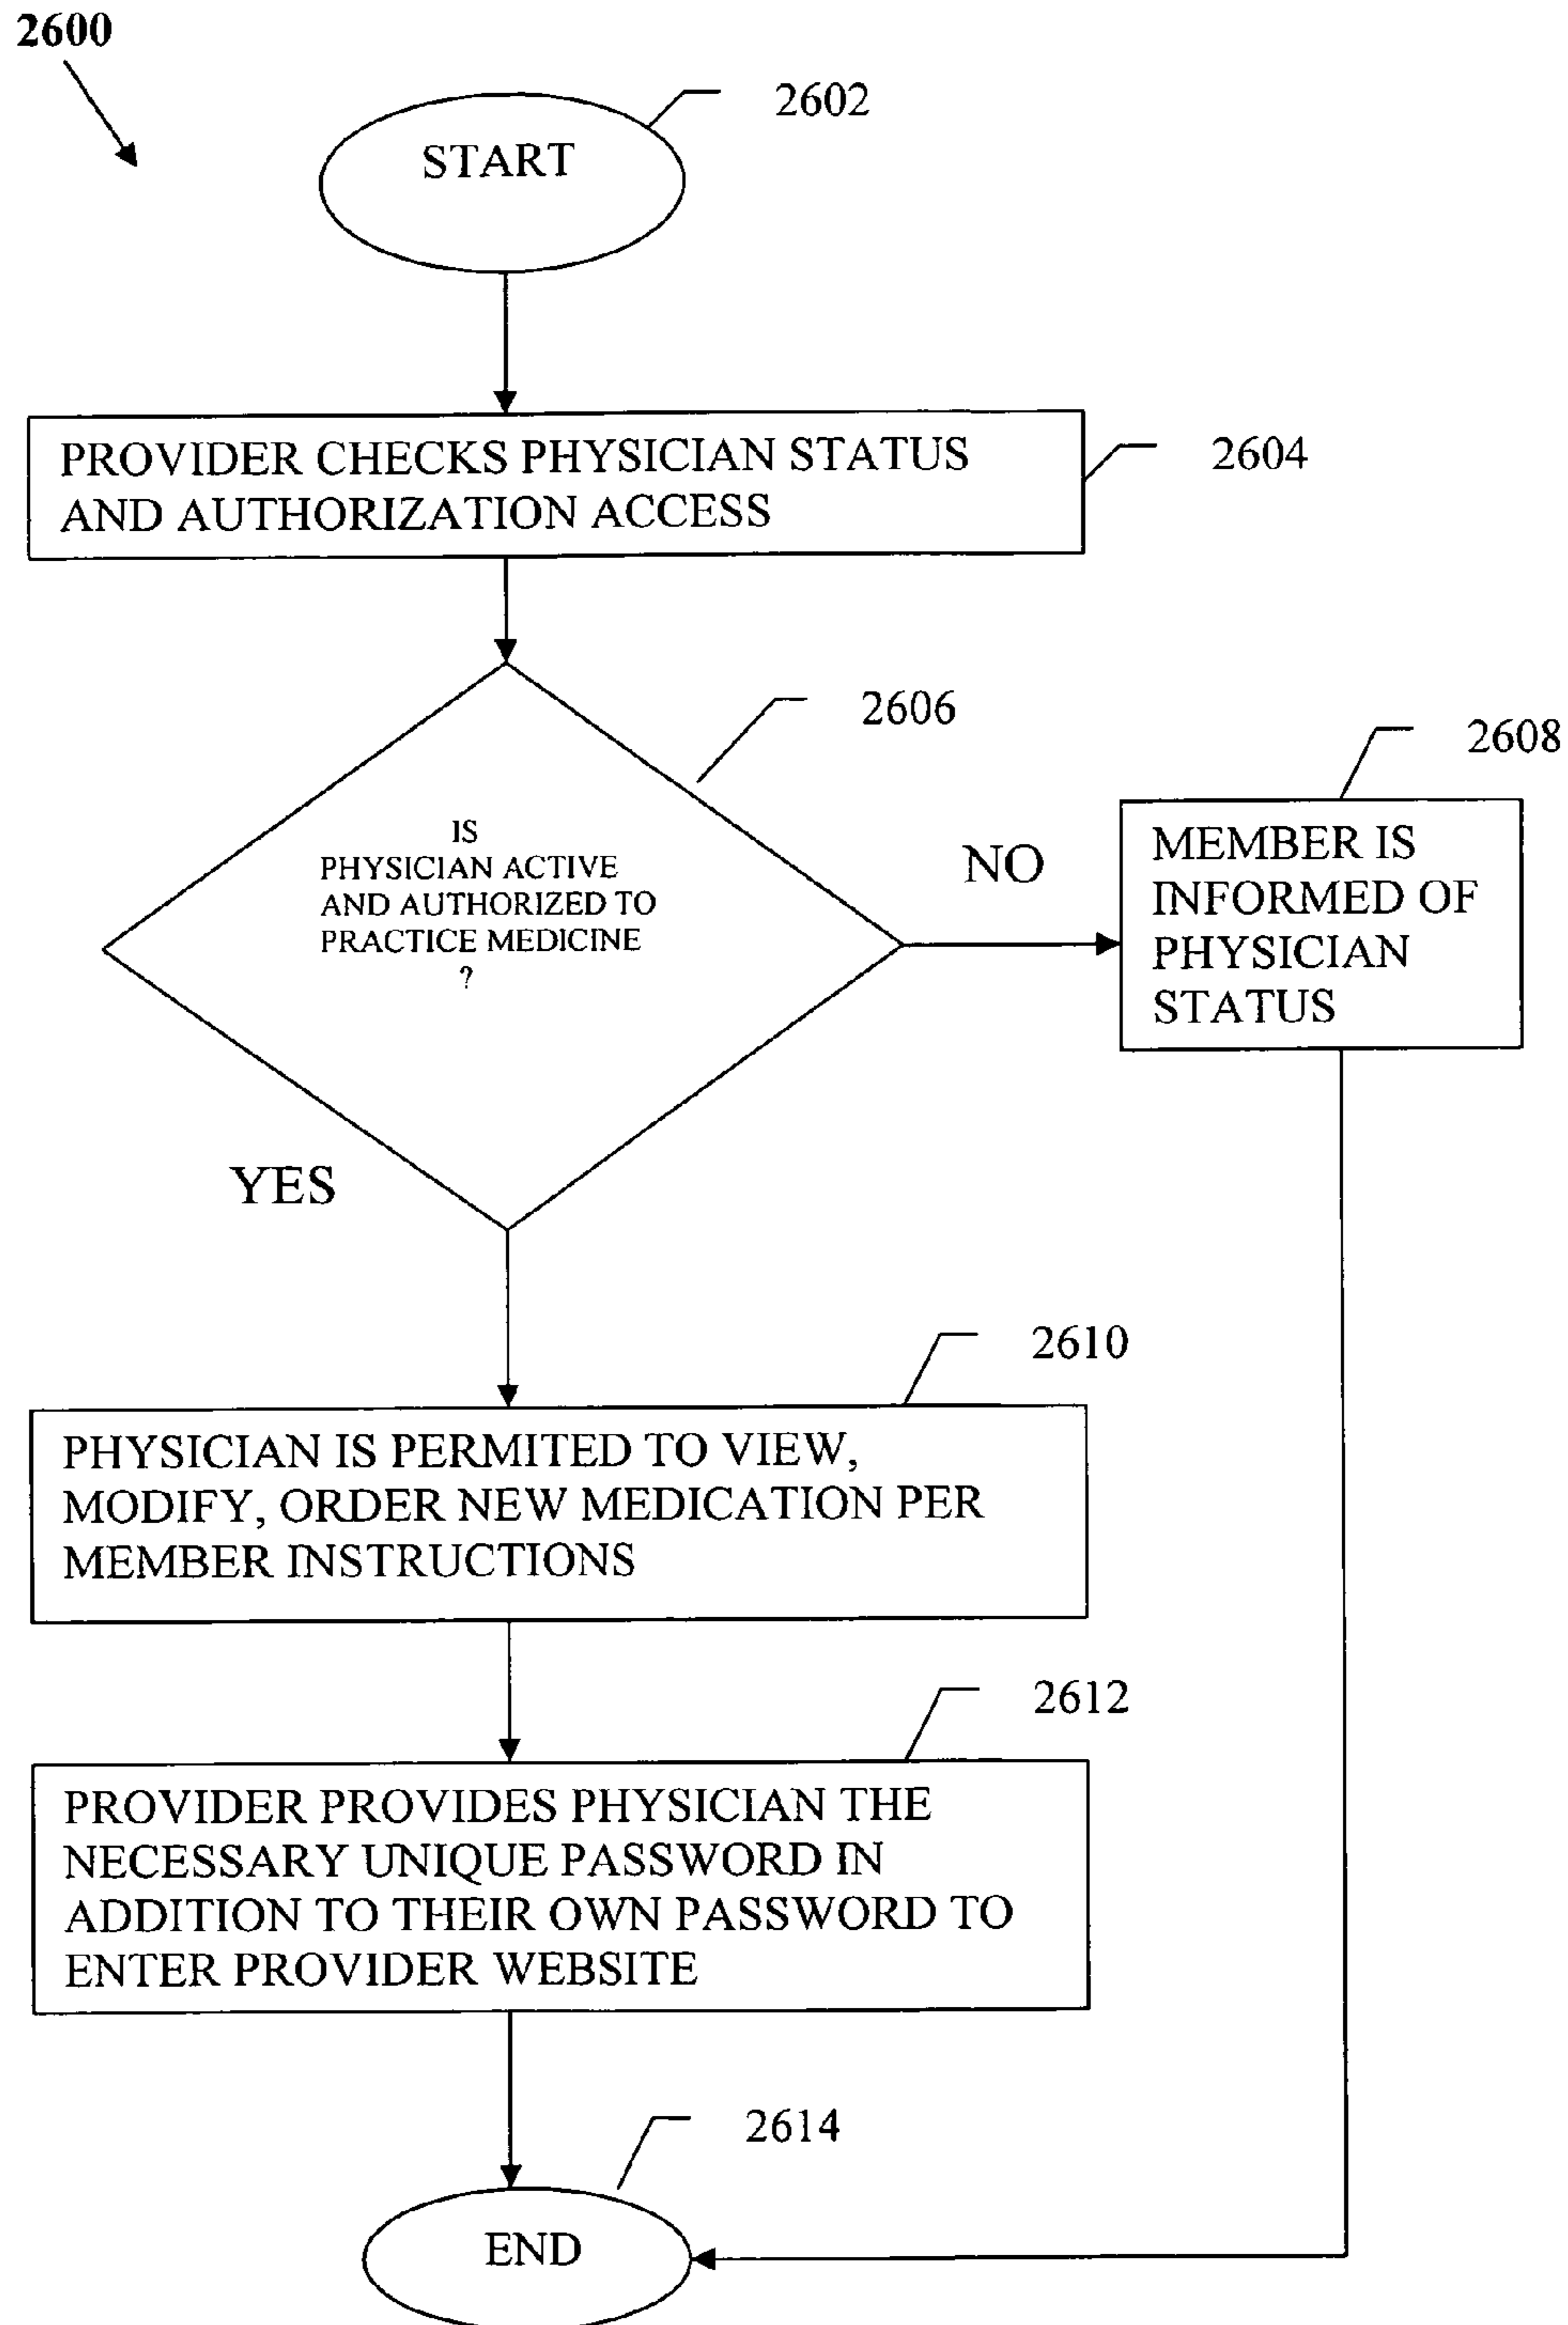 2600
2602
START
PROVIDER CHECKS PHYSICIAN STATUS
AND AUTHORIZATION ACCESS
2604
2606
2608
IS
PHYSICIAN ACTIVE
AND AUTHORIZED TO
PRACTICE MEDICINE
?
NO
MEMBER IS
INFORMED OF
PHYSICIAN
STATUS
YES
2610
PHYSICIAN IS PERMITED TO VIEW,
MODIFY, ORDER NEW MEDICATION PER
MEMBER INSTRUCTIONS
2612
PROVIDER PROVIDES PHYSICIAN THE
NECESSARY UNIQUE PASSWORD IN
ADDITION TO THEIR OWN PASSWORD TO
ENTER PROVIDER WEBSITE
2614
END